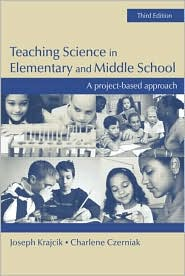 Third Edition
Teaching Science in
Elementary and Middle School
A project-based approach
Joseph Krajcik • Charlene Czerniak